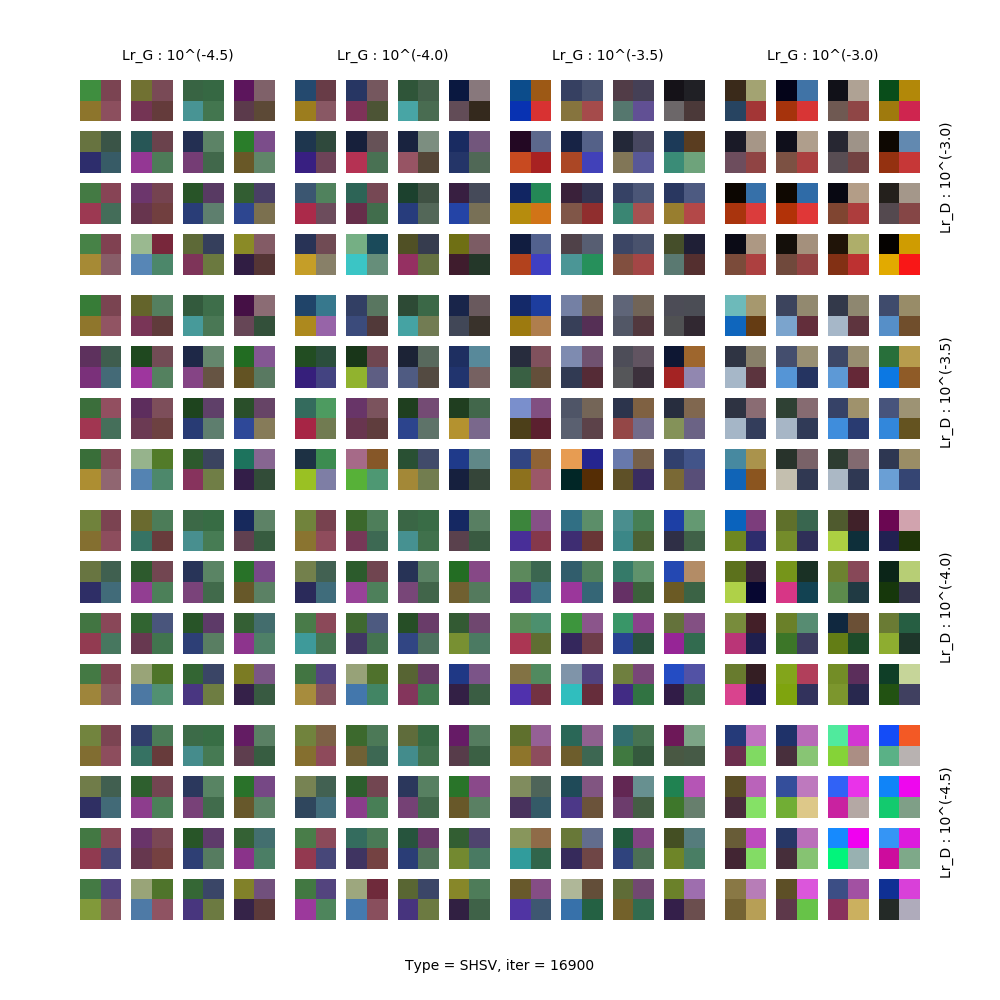 Lr_G : 10^(-4.5)
Lr_G : 10^(-4.0)
Lr_G : 10^(-3.5)
Lr_G : 10^(-3.0)
Lr_D : 10^(-3.0)
Lr_D : 10^(-3.5)
Lr_D : 10^(-4.0)
Lr_D : 10^(-4.5)
Type = SHSV, iter = 16900